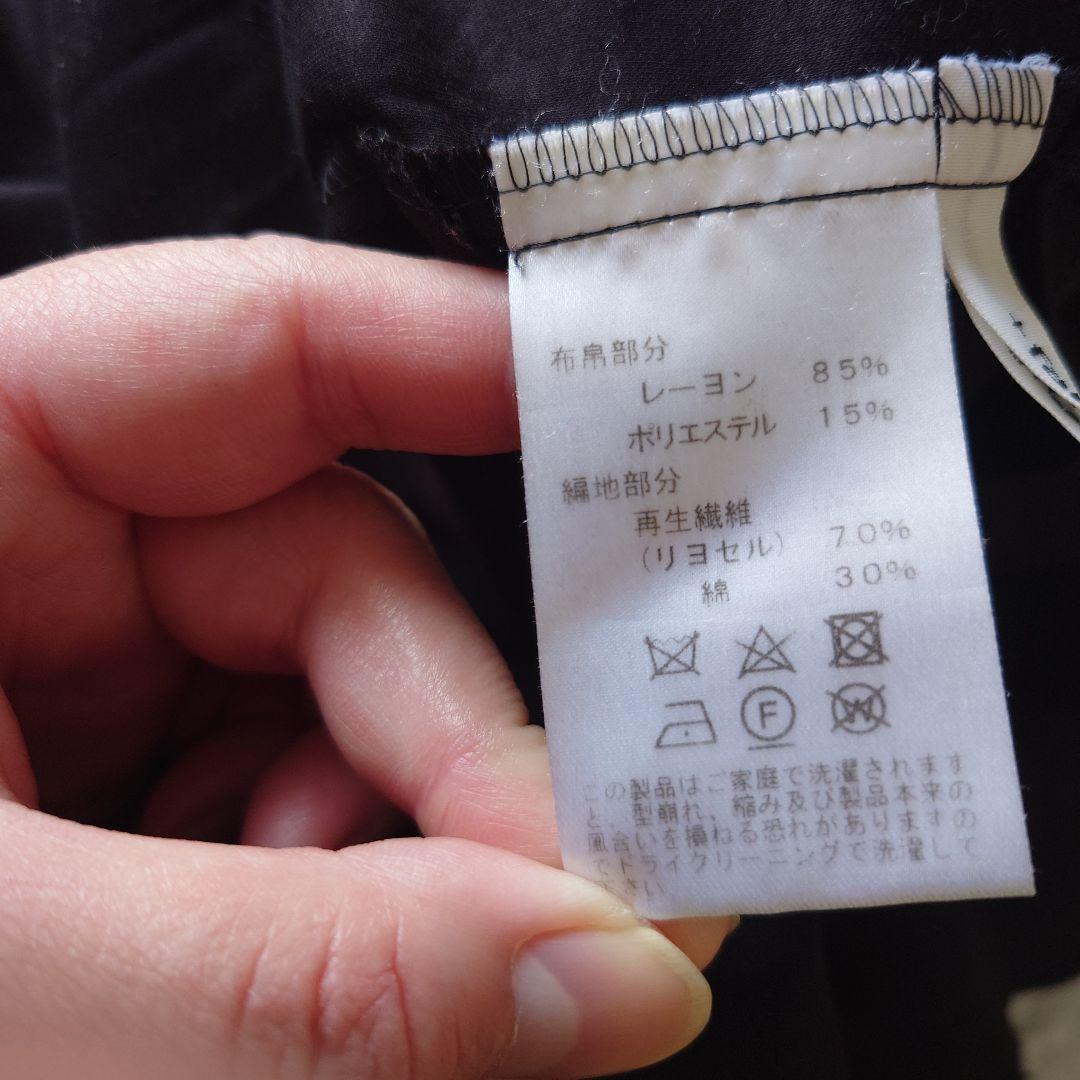 布帛部分
レーヨン 85%
ポリエステル 15%
編地部分
再生繊維
(リヨセル) 70%
綿 30%
F W
この製品はご家庭で洗濯されます
と、型崩れ、縮み及び製品本来の
風合いを損ねる恐れがありますの
でドライクリーニングで洗濯して
下さい